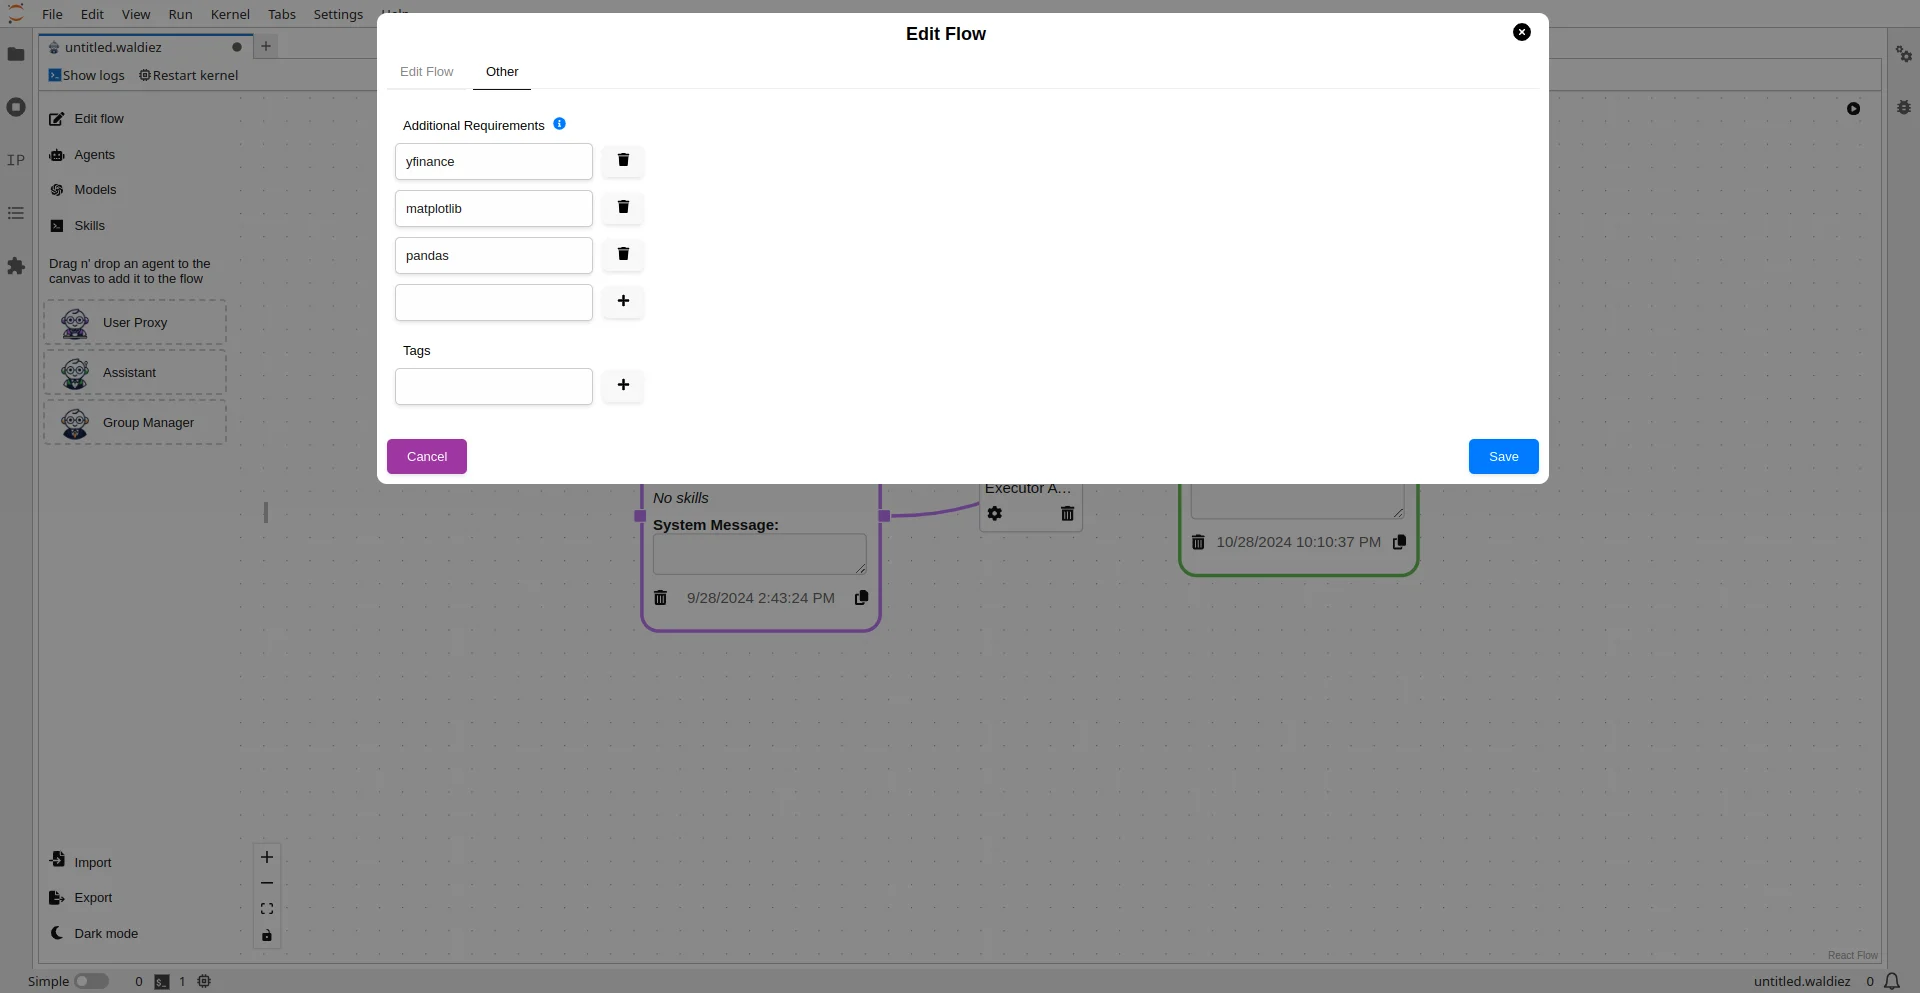 File Edit View Run Kernel Tabs Settings Help
untitled.waldiez
Show logs Restart kernel
Edit Flow
Edit Flow Other
Additional Requirements
yfinance
matplotlib
pandas
Tags
Cancel Save
Edit flow
IP
Agents
Models
Skills
Drag n' drop an agent to the
canvas to add it to the flow
User Proxy
Assistant
Group Manager
No skills
System Message:
9/28/2024 2:43:24 PM
Executor A...
10/28/2024 10:10:37 PM
Import
Export
Dark mode
React Flow
Simple 0 $_ 1 untitled.waldiez 0